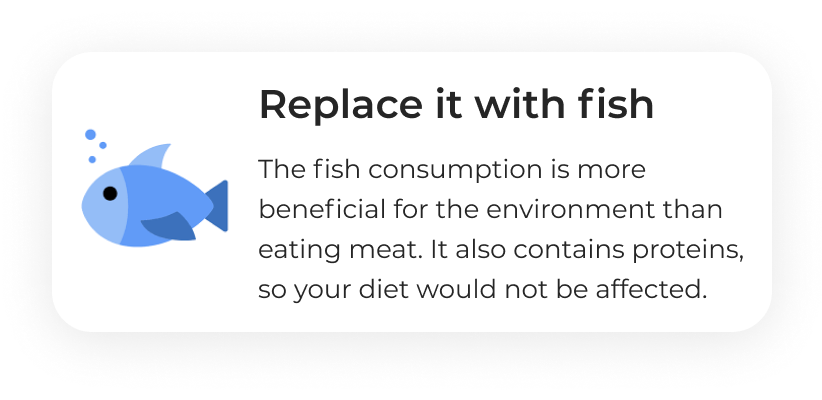 Replace it with fish
The fish consumption is more
beneficial for the environment than
eating meat. It also contains proteins,
so your diet would not be affected.